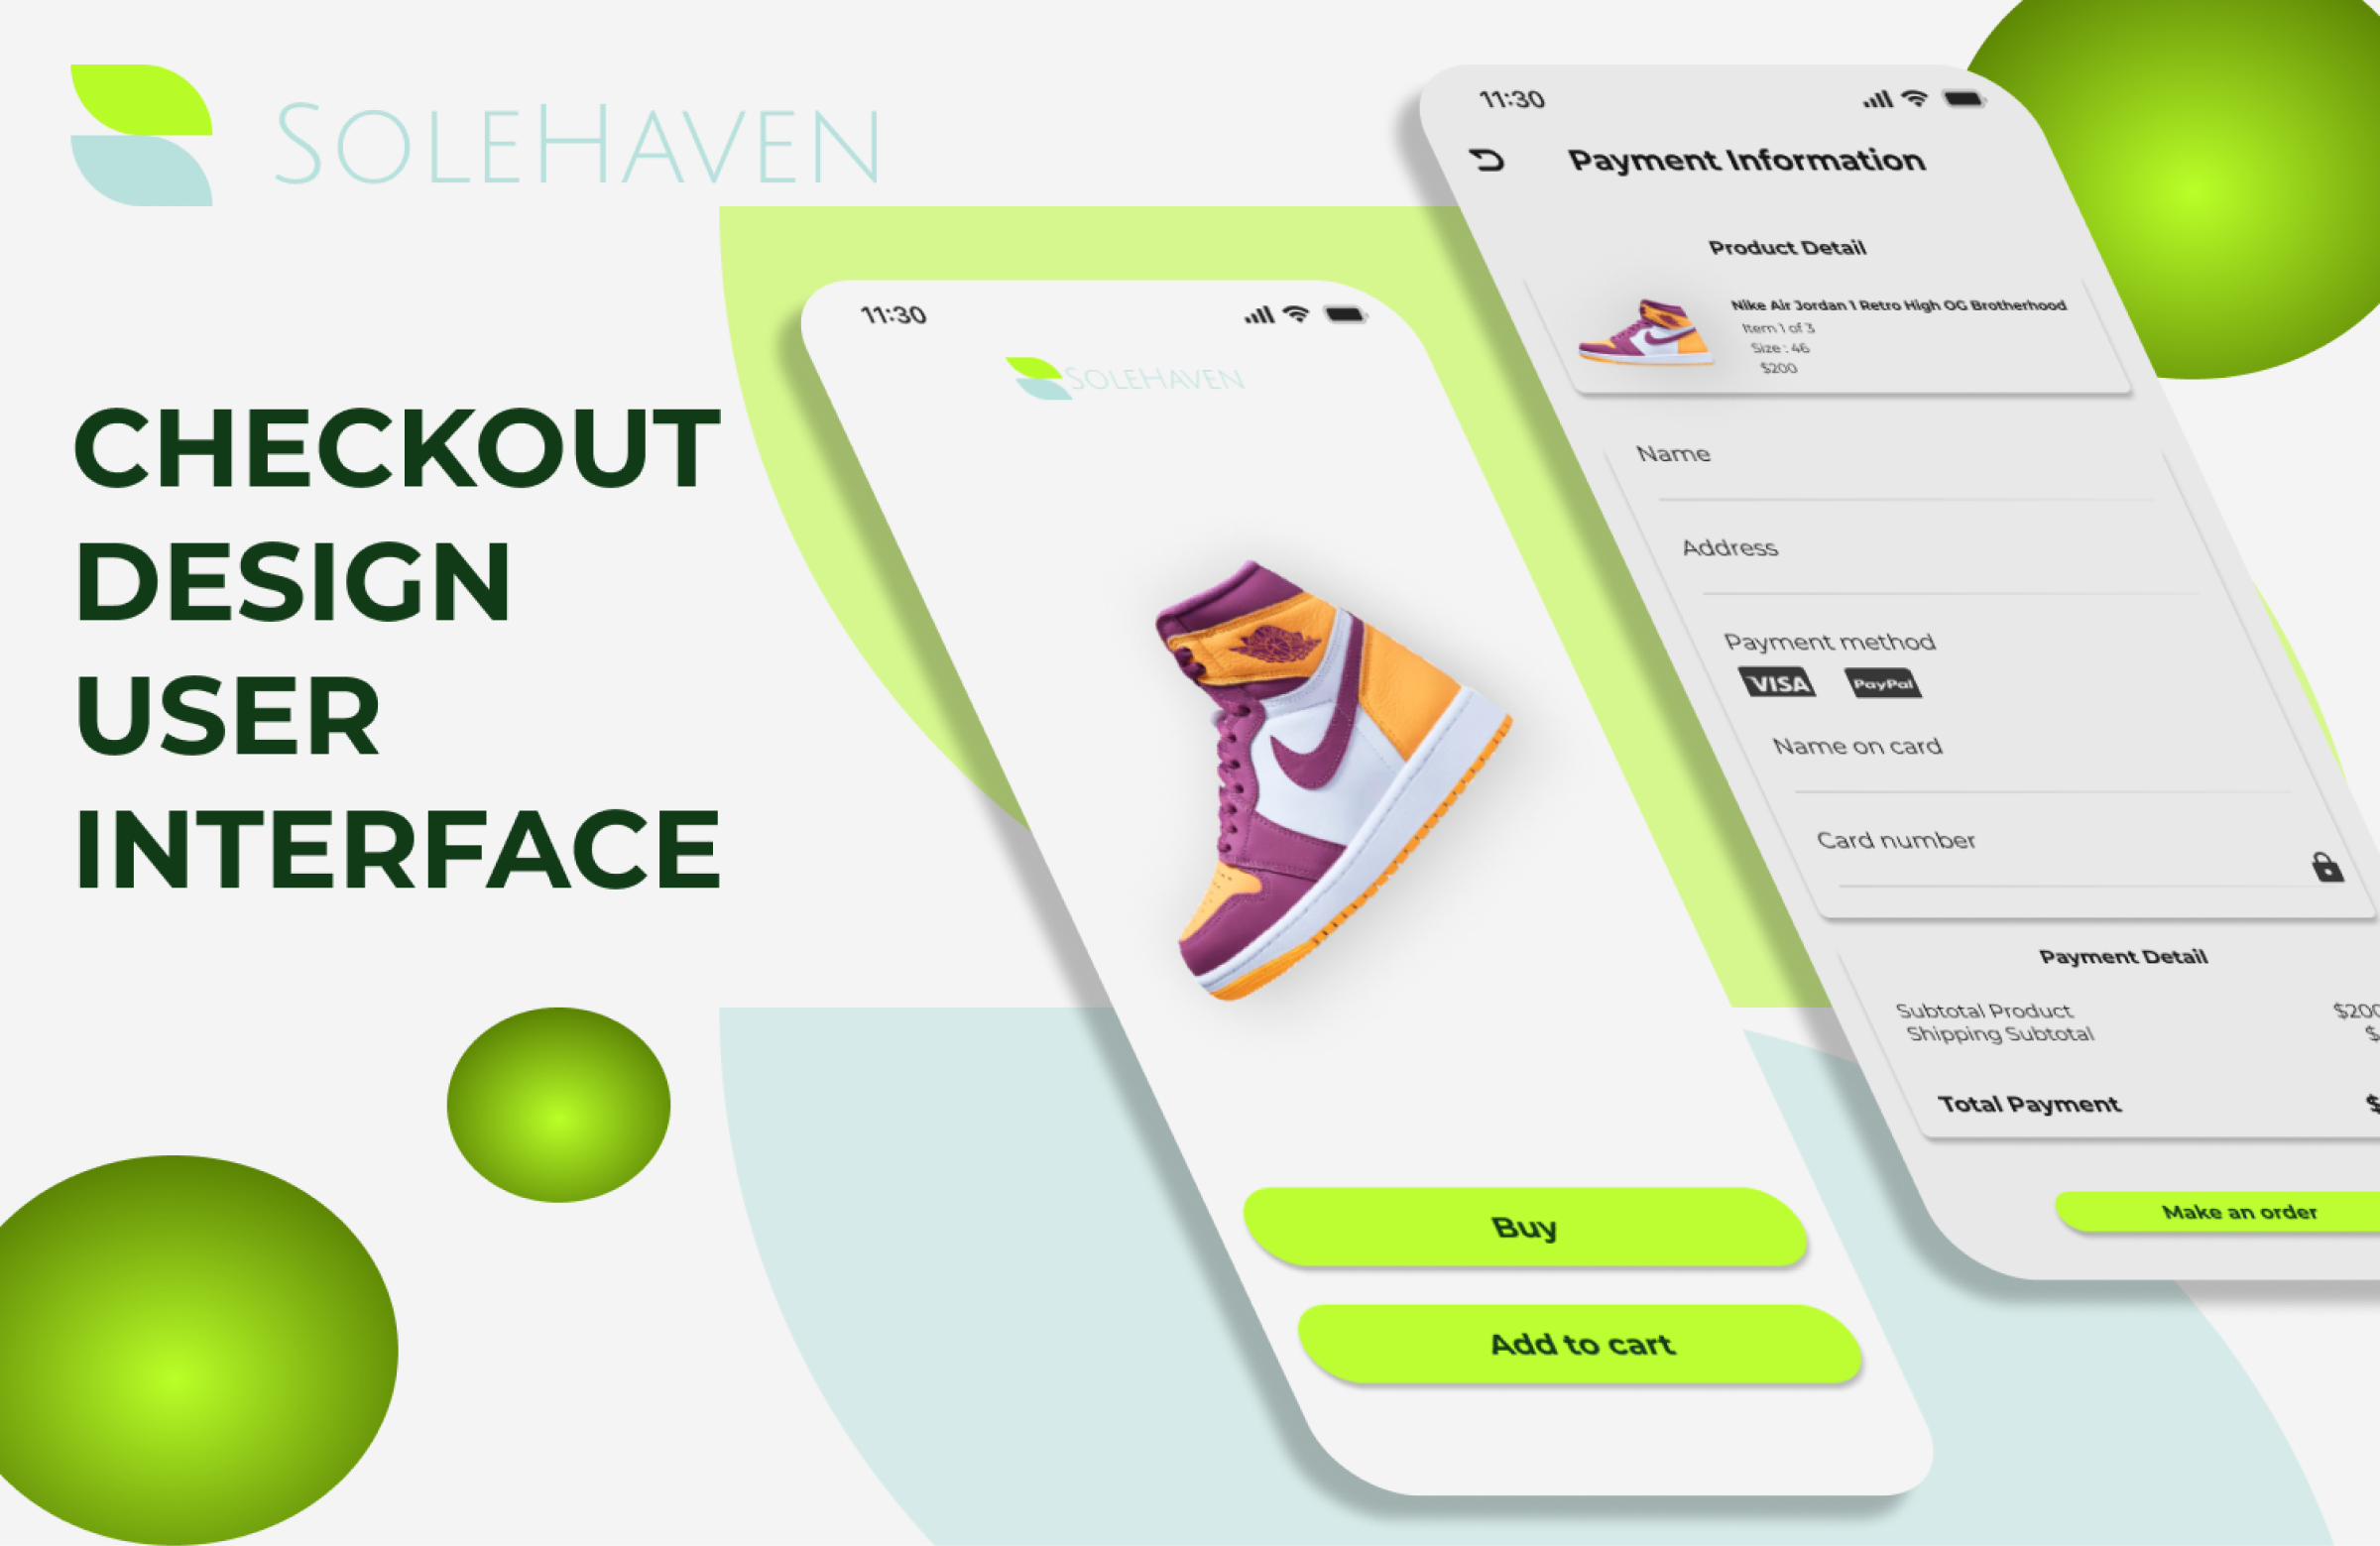 SOLEHAVEN
CHECKOUT
DESIGN
USER
INTERFACE
11:30
SOLEHAVEN
Buy
Add to cart
11:30
Payment Information
Product Detail
Nike Air Jordan 1 Retro High OG Brotherhood
Item 1 of 3
Size : 46
$200
Name
Address
Payment method
VISA PayPal
Name on card
Card number
Payment Detail
Subtotal Product $200
Shipping Subtotal $
Total Payment $
Make an order